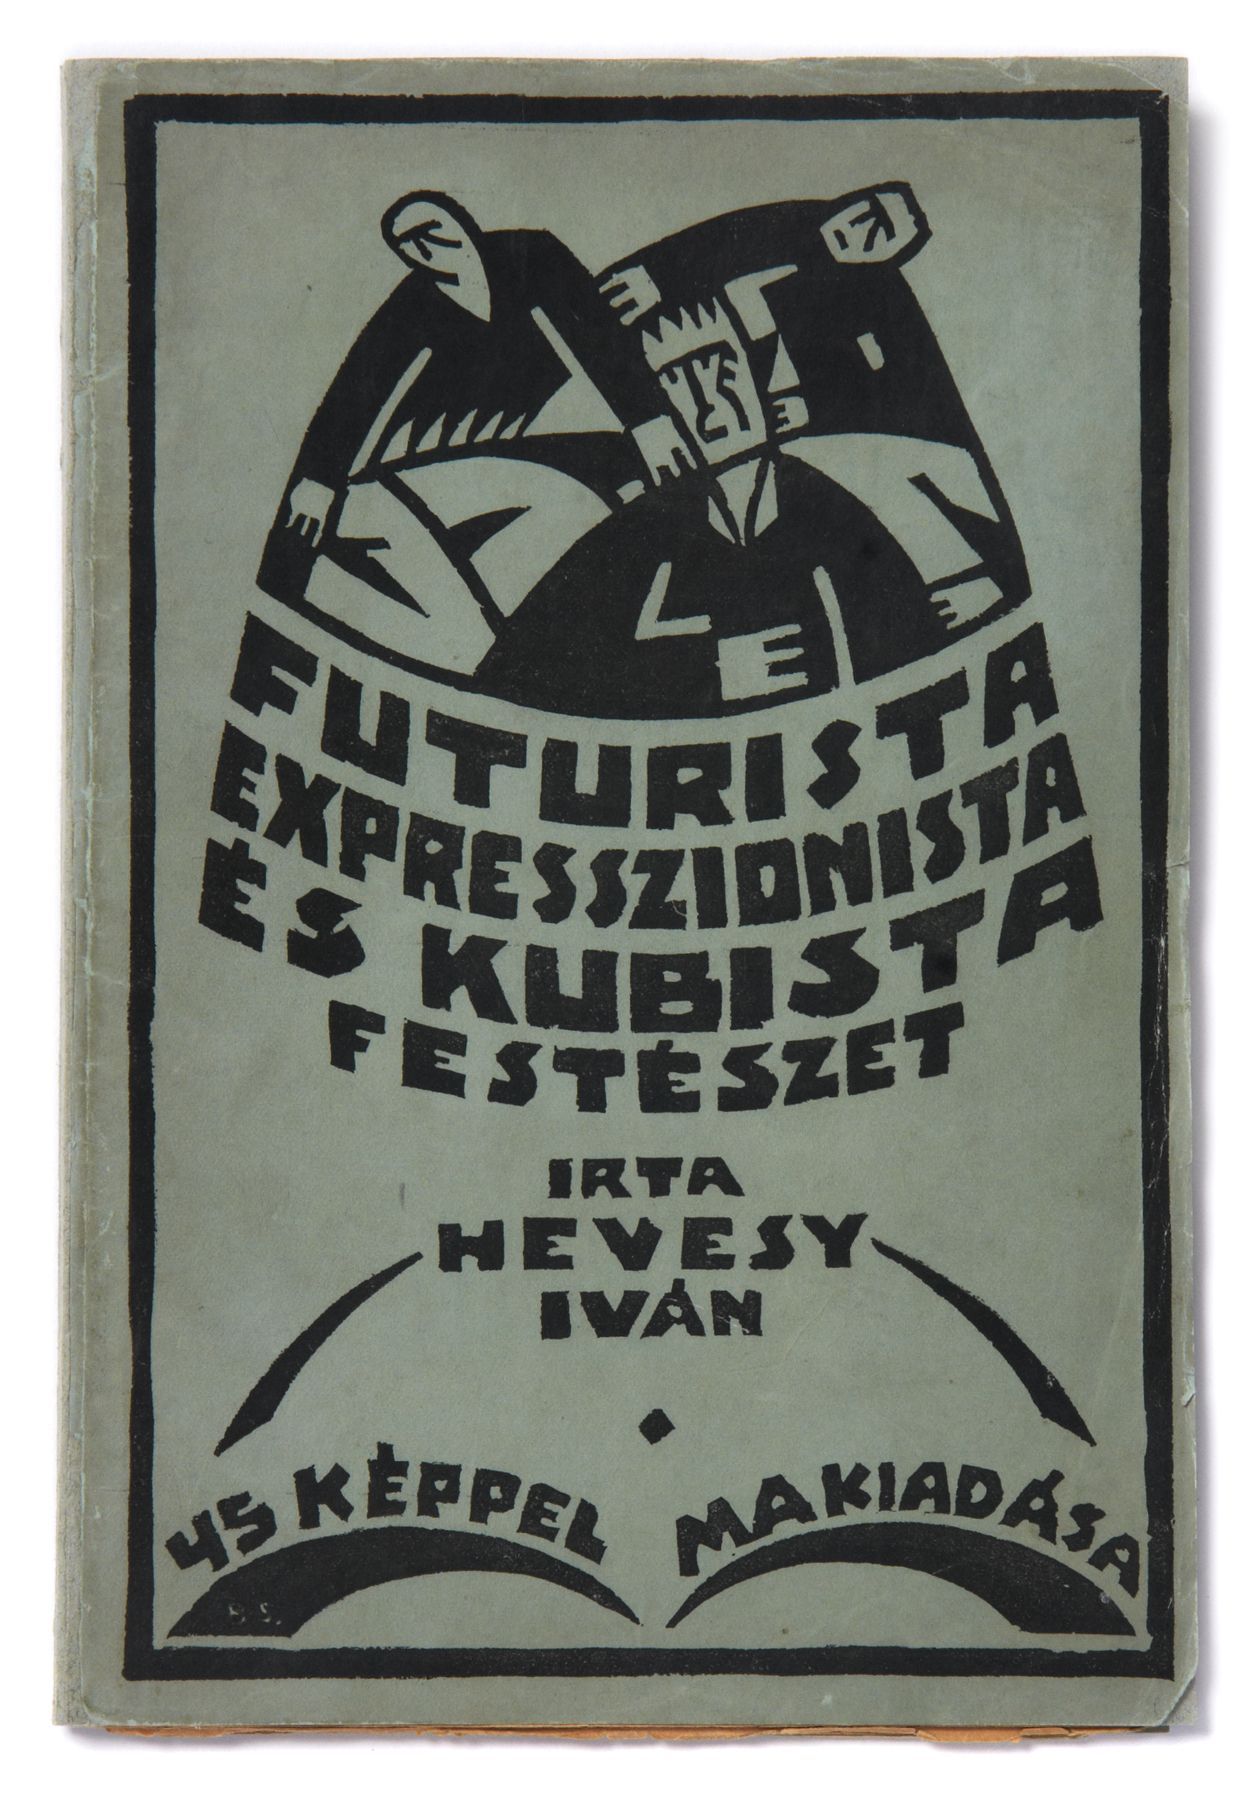 FUTURISTA
EXPRESSZIONISTA
ÉS KUBISTA
FESTÉSZET
IRTA
HEVESY
IVÁN
45 KÉPPEL
MA KIADÁSA
B. S.